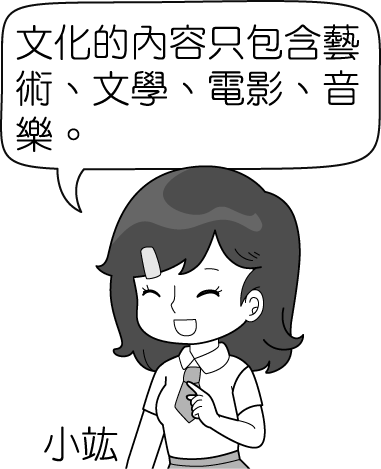 文化的內容只包含藝
術、文學、電影、音
樂。
小竑